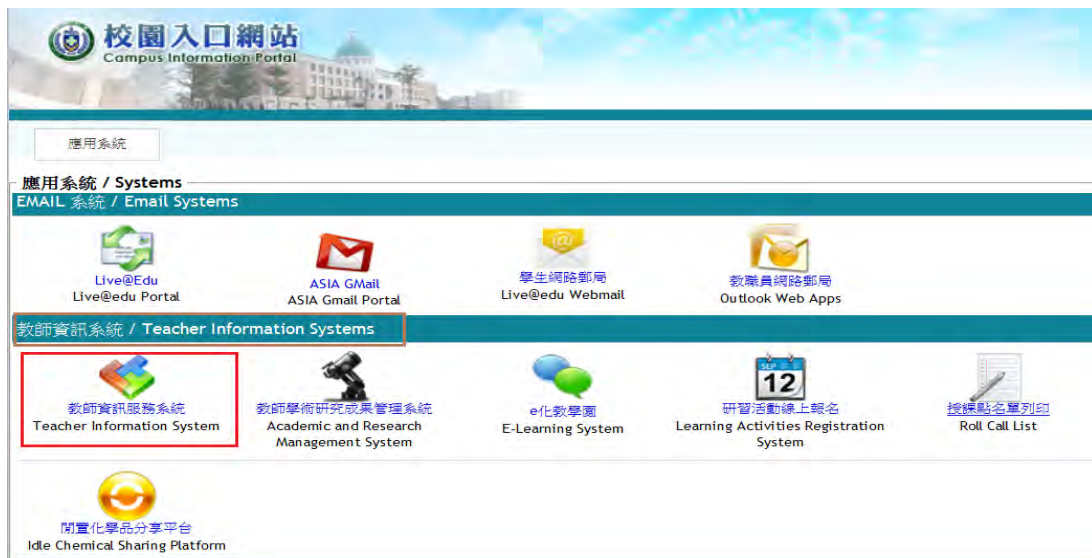 校園入口網站
Campus Information Portal
應用系統
應用系統 / Systems
EMAIL 系統 / Email Systems
Live@Edu
Live@edu Portal
ASIA GMail
ASIA Gmail Portal
@
學生網路郵局
Live@edu Webmail
教職員網路郵局
Outlook Web Apps
教師資訊系統 / Teacher Information Systems
教師資訊服務系統
Teacher Information System
教師學術研究成果管理系統
Academic and Research
Management System
e化數學園
E-Learning System
SEP
12
研習活動線上報名
Learning Activities Registration
System
授課點名單列印
Roll Call List
閒置化學品分享平台
Idle Chemical Sharing Platform